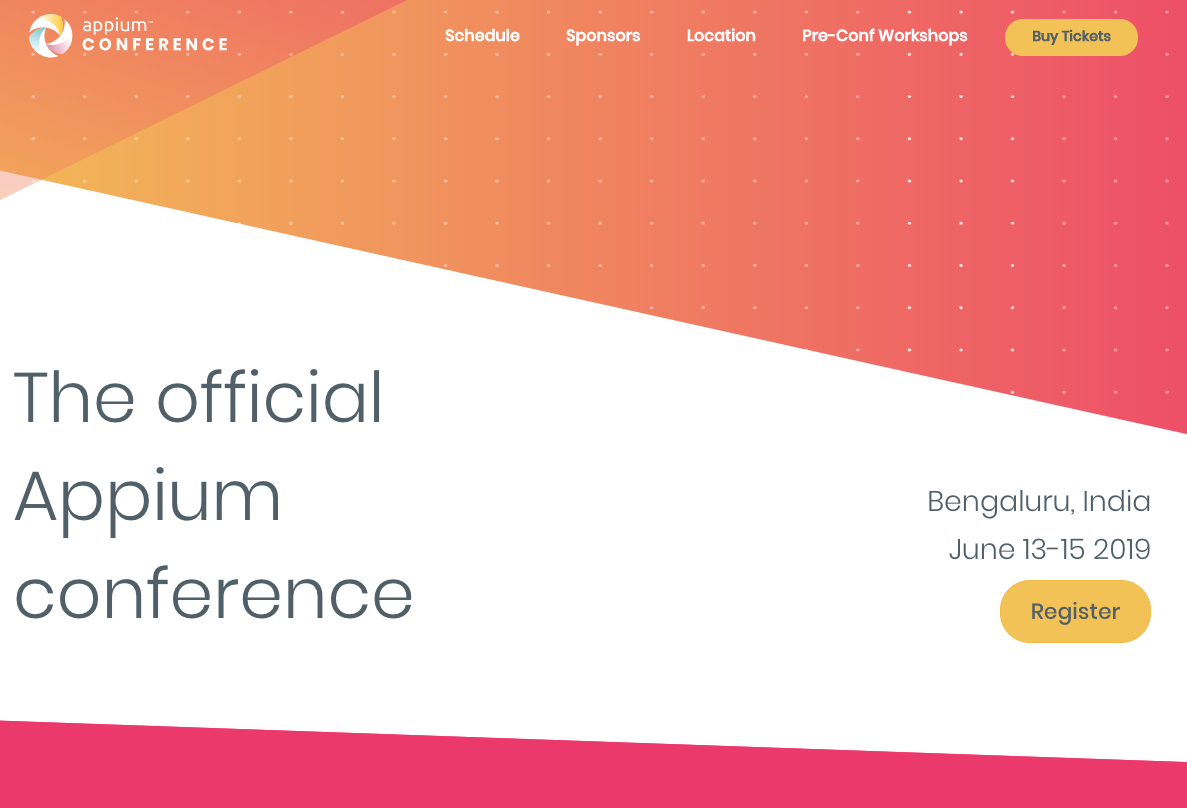 appium™
CONFERENCE
Schedule Sponsors Location Pre-Conf Workshops Buy Tickets
The official
Appium
conference
Bengaluru, India
June 13-15 2019
Register